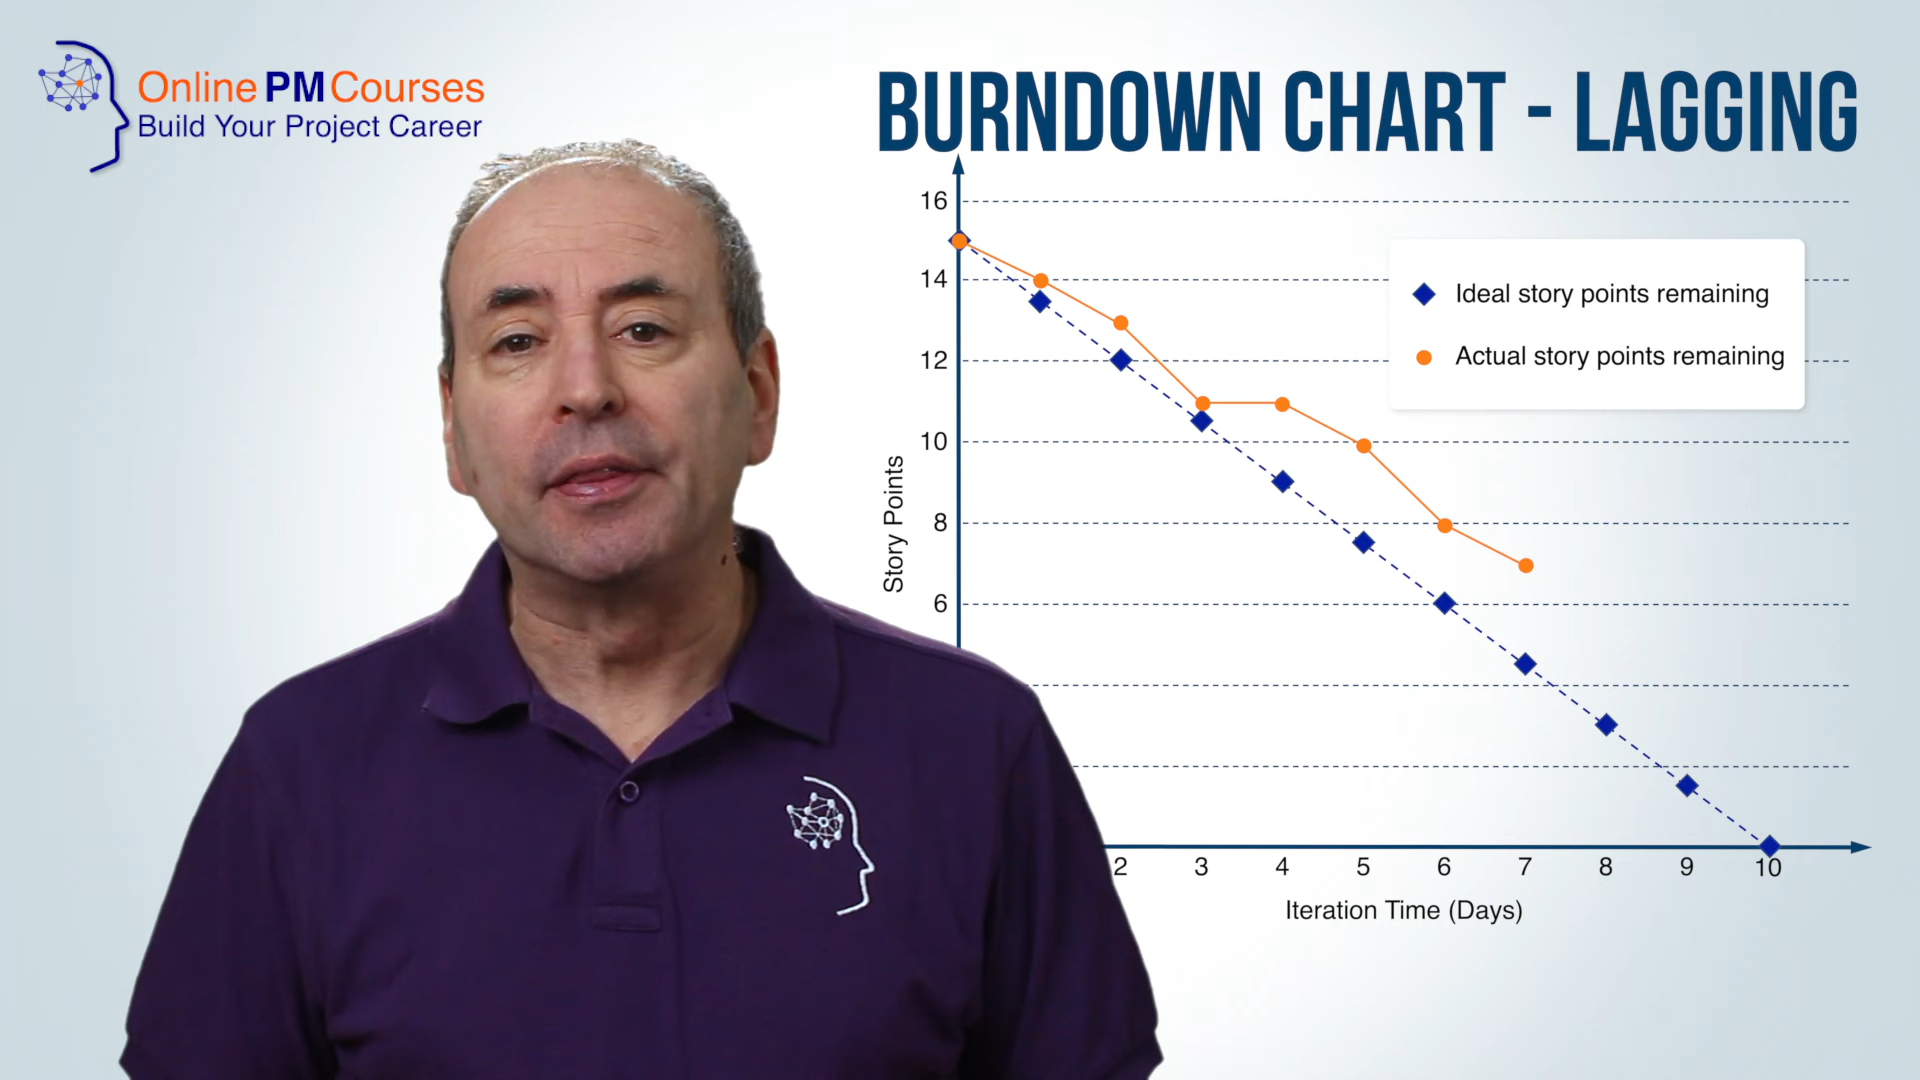 Online PM Courses
Build Your Project Career
BURNDOWN CHART - LAGGING
16
14
12
10
8
6
Story Points
Ideal story points remaining
Actual story points remaining
2 3 4 5 6 7 8 9 10
Iteration Time (Days)